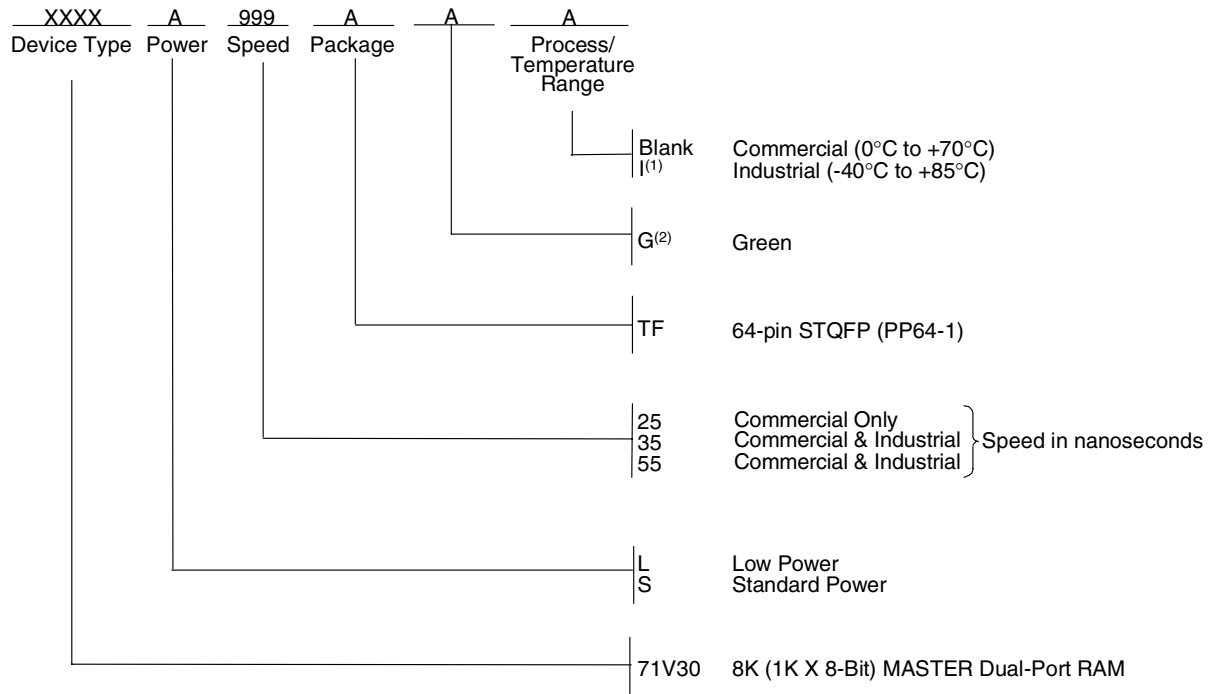 XXXX A 999 A A A
Device Type Power Speed Package Process/
Temperature
Range
Blank Commercial (0°C to +70°C)
I(1) Industrial (-40°C to +85°C)
G(2) Green
TF 64-pin STQFP (PP64-1)
25 Commercial Only
35 Commercial & Industrial Speed in nanoseconds
55 Commercial & Industrial
L Low Power
S Standard Power
71V30 8K (1K X 8-Bit) MASTER Dual-Port RAM